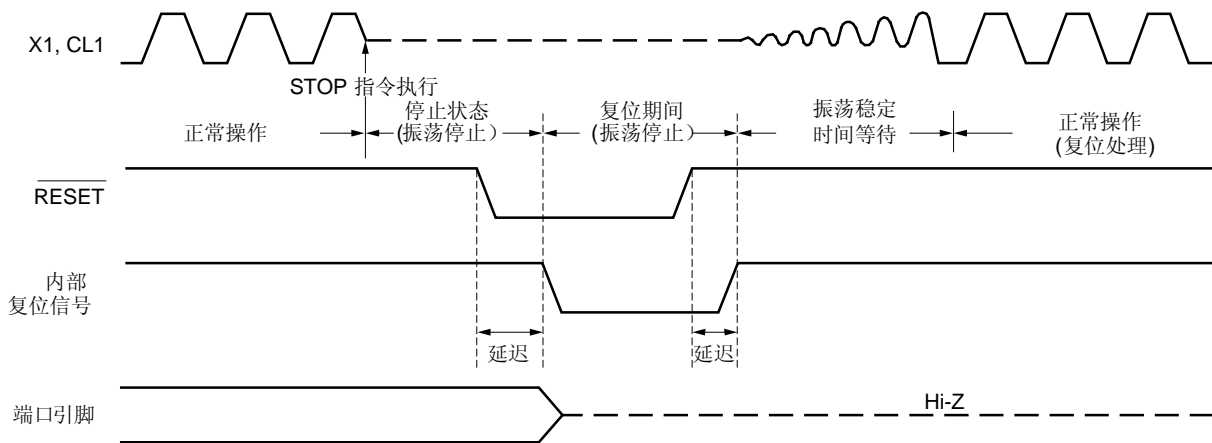 X1, CL1
STOP 指令执行
正常操作
停止状态
(振荡停止）
复位期间
(振荡停止）
振荡稳定
时间等待
正常操作
(复位处理)
RESET
内部
复位信号
延迟
延迟
端口引脚
Hi-Z